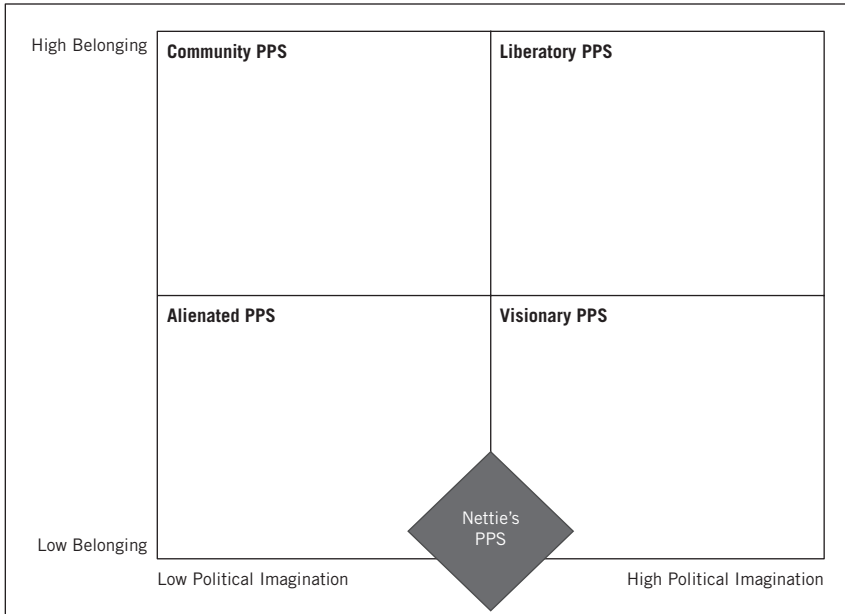 High Belonging
Community PPS
Liberatory PPS
Alienated PPS
Visionary PPS
Nettie's
PPS
Low Belonging
Low Political Imagination
High Political Imagination